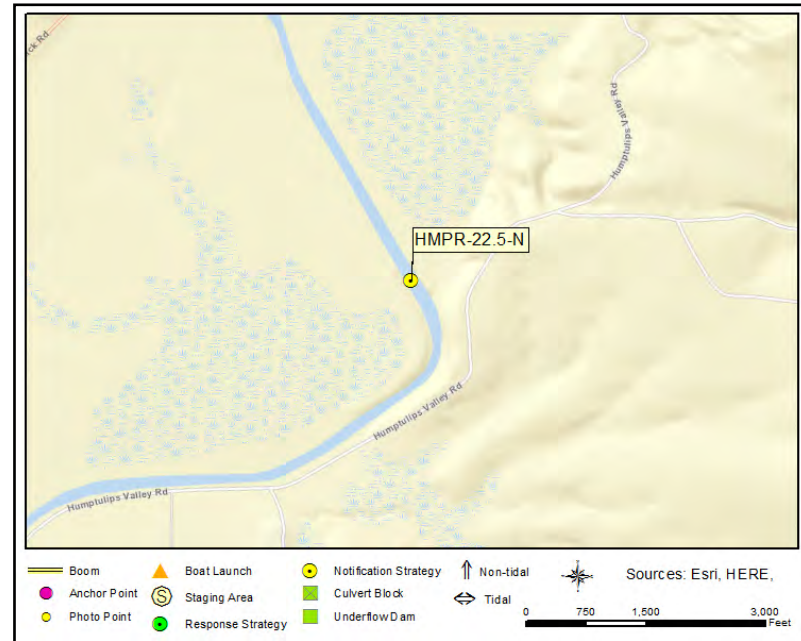 ck Rd
Humptulips Valley Rd
HMPR-22.5-N
Humptulips Valley Rd
Humptulips Valley Rd
Boom
Boat Launch
Notification Strategy
Non-tidal
Sources: Esri, HERE,
Anchor Point
S
Staging Area
Culvert Block
Tidal
Photo Point
Response Strategy
Underflow Dam
0 750 1,500 3,000
Feet